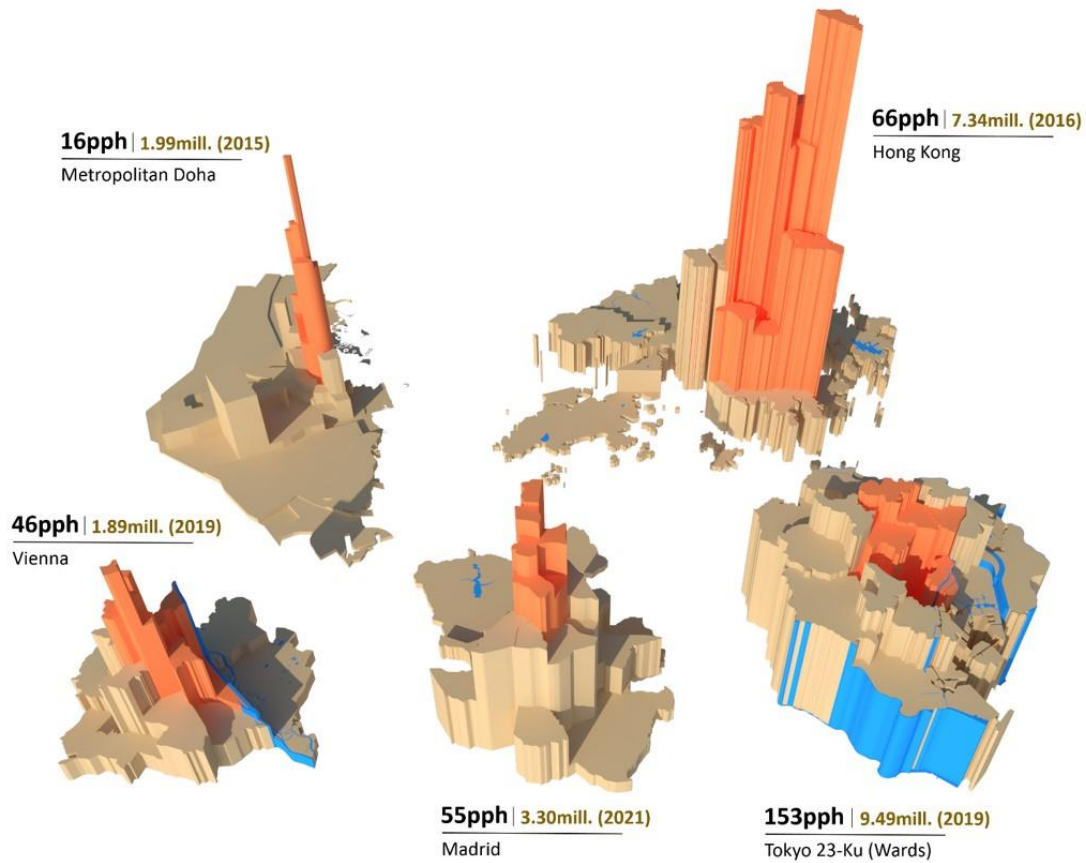 16pph | 1.99mill. (2015)
Metropolitan Doha
66pph | 7.34mill. (2016)
Hong Kong
46pph | 1.89mill. (2019)
Vienna
55pph | 3.30mill. (2021)
Madrid
153pph | 9.49mill. (2019)
Tokyo 23-Ku (Wards)